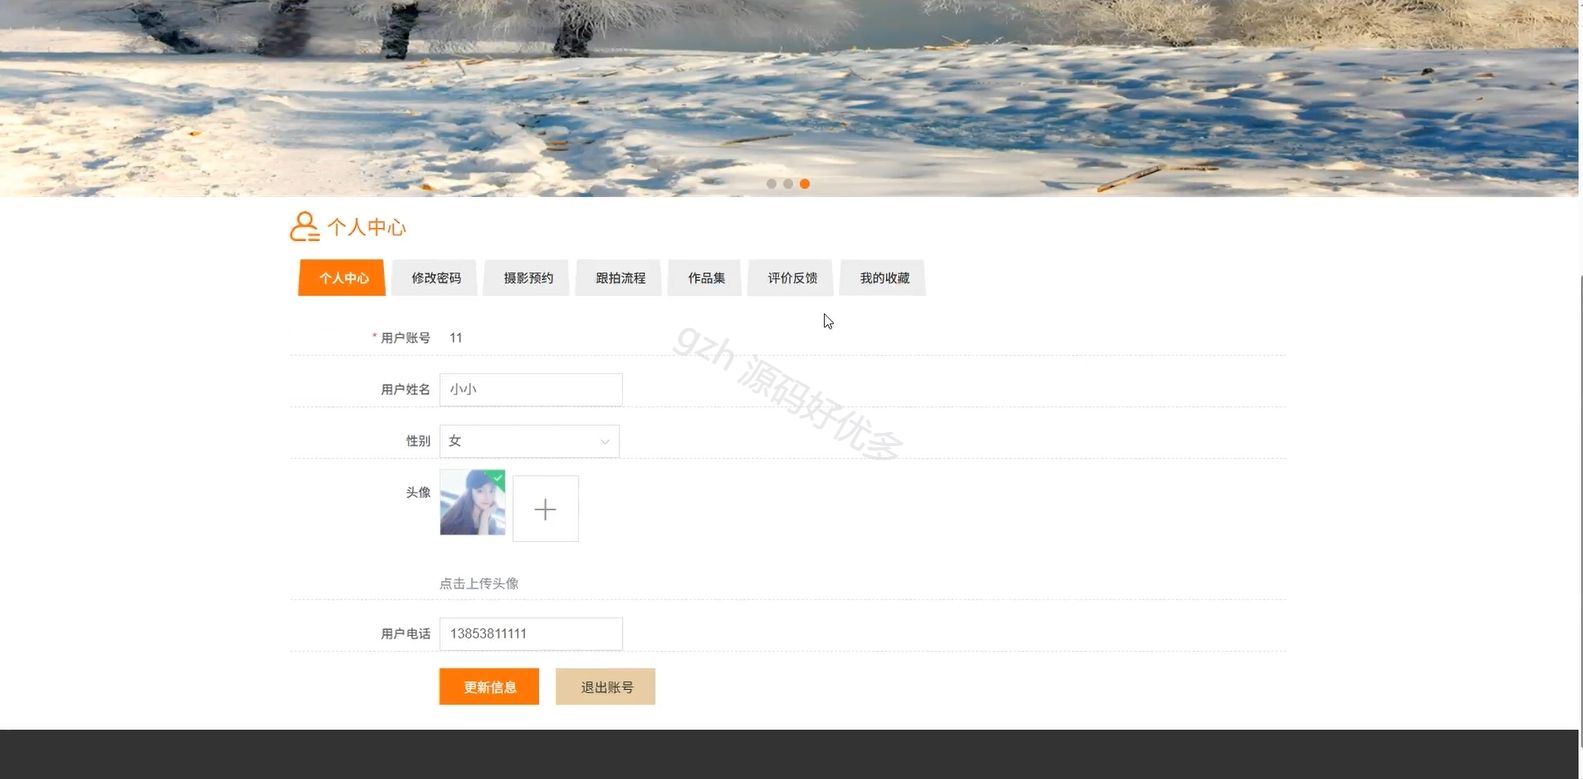 个人中心
个人中心 修改密码 摄影预约 跟拍流程 作品集 评价反馈 我的收藏
* 用户账号 11
gzh 源码好优多
用户姓名 小小
性别 女
头像
点击上传头像
用户电话 13853811111
更新信息 退出账号